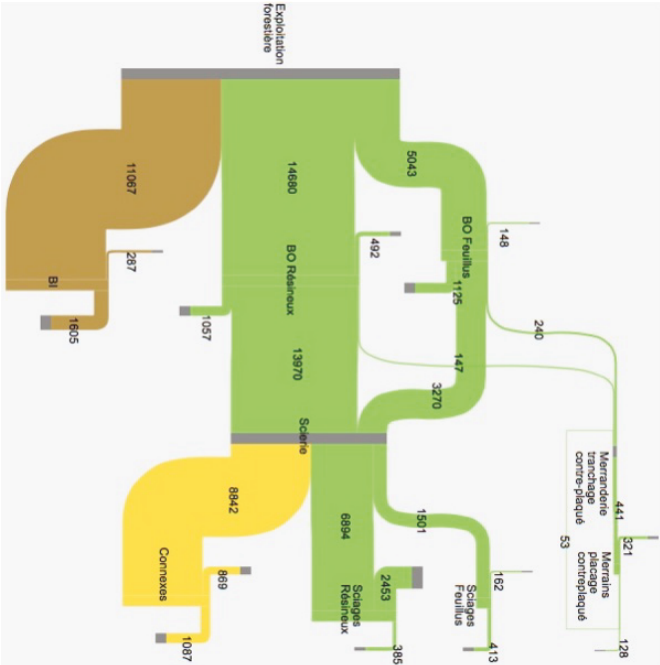 Exploitation
forestière
11067
14680
5043
BI
BO Résineux
BO Feuillus
148
287
492
1125
1605
1057
240
13970
147
3270
Scierie
8842
6894
1501
Merranderie
tranchage
contre-plaqué
441
321
53
Merrains
placage
contreplaqué
128
Connexes
869
1087
2453
Sciages
Résineux
385
162
Sciages
Feuillus
413